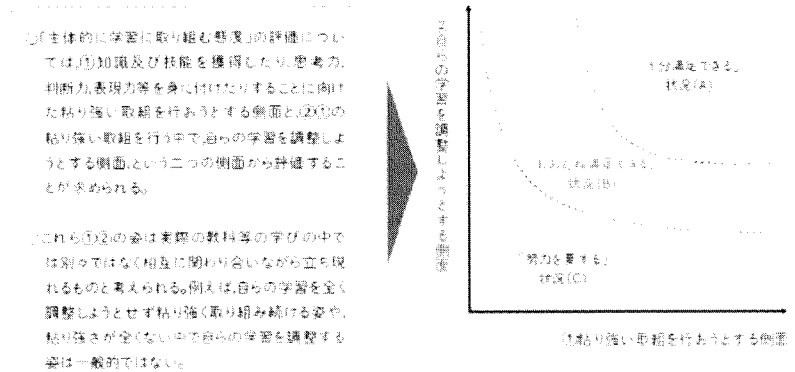 ○「主体的に学習に取り組む態度」の評価につい
ては、①知識及び技能を獲得したり、思考力、
判断力、表現力等を身に付けたりすることに向け
た粘り強い取組を行おうとする側面と、②①の
粘り強い取組を行う中で、自らの学習を調整しよ
うとする側面、という二つの側面から評価するこ
とが求められる。
これら①②の姿は実際の教科等の学びの中で
は別々ではなく相互に関わり合いながら立ち現
れるものと考えられる。例えば、自らの学習を全く
調整しようとせず粘り強く取り組み続ける姿や、
粘り強さが全くない中で自らの学習を調整する
姿は一般的ではない。
②自らの学習を調整しようとする側面
「十分満足できる」
状況(A)
「おおむね満足できる」
状況(B)
「努力を要する」
状況(C)
①粘り強い取組を行おうとする側面